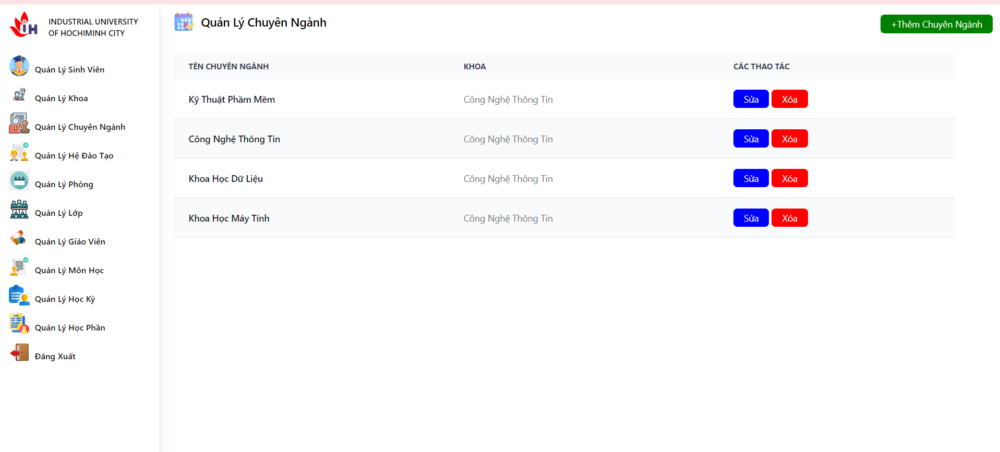 INDUSTRIAL UNIVERSITY
OF HOCHIMINH CITY
Quản Lý Sinh Viên
Quản Lý Khoa
Quản Lý Chuyên Ngành
Quản Lý Hệ Đào Tạo
Quản Lý Phòng
Quản Lý Lớp
Quản Lý Giáo Viên
Quản Lý Môn Học
Quản Lý Học Kỳ
Quản Lý Học Phần
Đăng Xuất
Quản Lý Chuyên Ngành
+Thêm Chuyên Ngành
TÊN CHUYÊN NGÀNH KHOA CÁC THAO TÁC
Kỹ Thuật Phầm Mềm Công Nghệ Thông Tin Sửa Xóa
Công Nghệ Thông Tin Công Nghệ Thông Tin Sửa Xóa
Khoa Học Dữ Liệu Công Nghệ Thông Tin Sửa Xóa
Khoa Học Máy Tính Công Nghệ Thông Tin Sửa Xóa